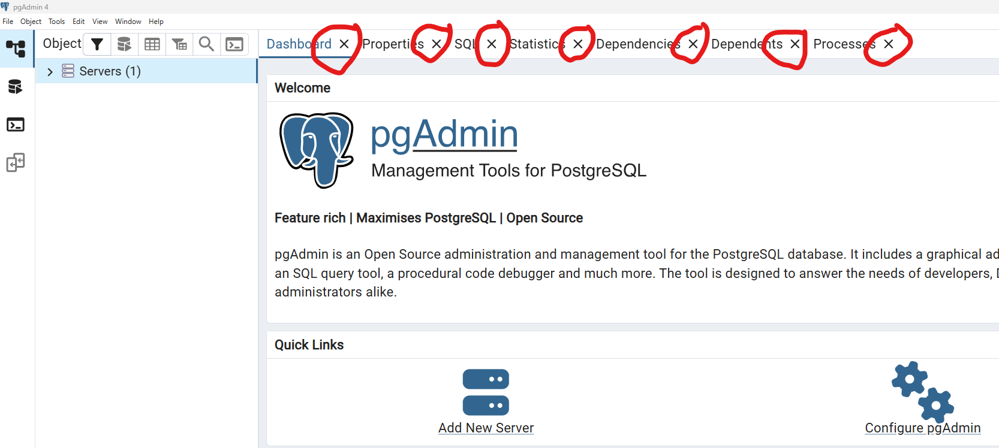 pgAdmin 4
File Object Tools Edit View Window Help
Object
Dashboard Properties SQL Statistics Dependencies Dependents Processes
Servers (1)
Welcome
pgAdmin
Management Tools for PostgreSQL
Feature rich | Maximises PostgreSQL | Open Source
pgAdmin is an Open Source administration and management tool for the PostgreSQL database. It includes a graphical ad
an SQL query tool, a procedural code debugger and much more. The tool is designed to answer the needs of developers, D
administrators alike.
Quick Links
Add New Server
Configure pgAdmin